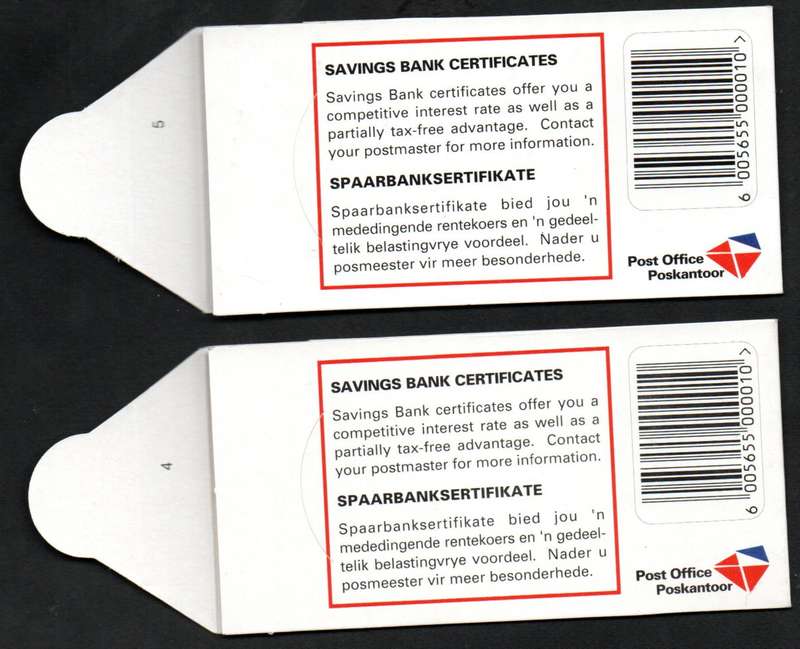 5
SAVINGS BANK CERTIFICATES
Savings Bank certificates offer you a
competitive interest rate as well as a
partially tax-free advantage. Contact
your postmaster for more information.
SPAARBANKSERTIFIKATE
Spaarbanksertifikate bied jou 'n
mededingende rentekoers en 'n gedeel-
telik belastingvrye voordeel. Nader u
posmeester vir meer besonderhede.
6 005655 000010 >
Post Office
Poskantoor
4
SAVINGS BANK CERTIFICATES
Savings Bank certificates offer you a
competitive interest rate as well as a
partially tax-free advantage. Contact
your postmaster for more information.
SPAARBANKSERTIFIKATE
Spaarbanksertifikate bied jou 'n
mededingende rentekoers en 'n gedeel-
telik belastingvrye voordeel. Nader u
posmeester vir meer besonderhede.
6 005655 000010 >
Post Office
Poskantoor